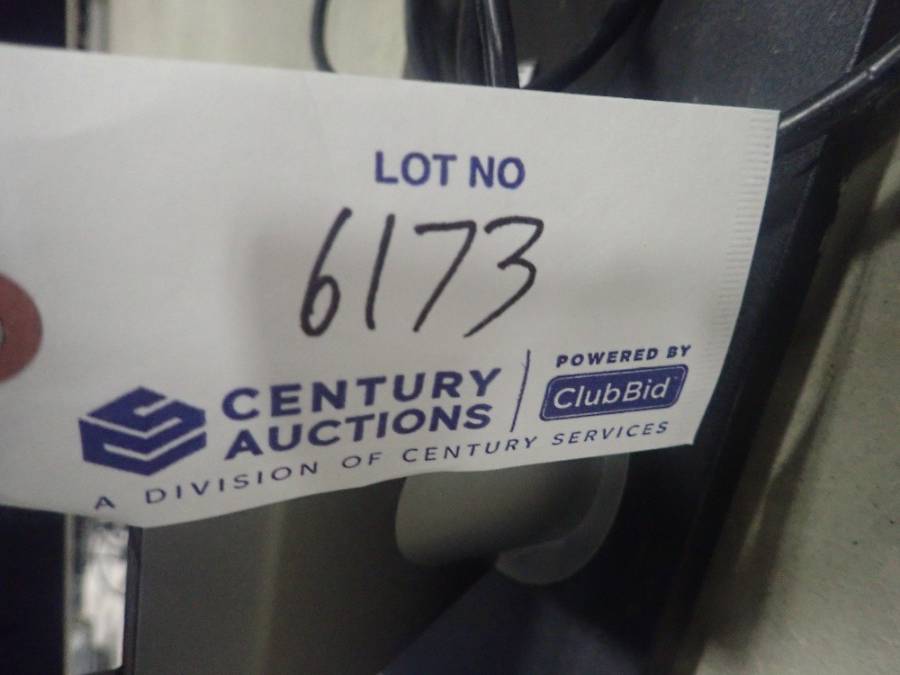 LOT NO
6173
CENTURY
AUCTIONS
POWERED BY
ClubBid
A DIVISION OF CENTURY SERVICES